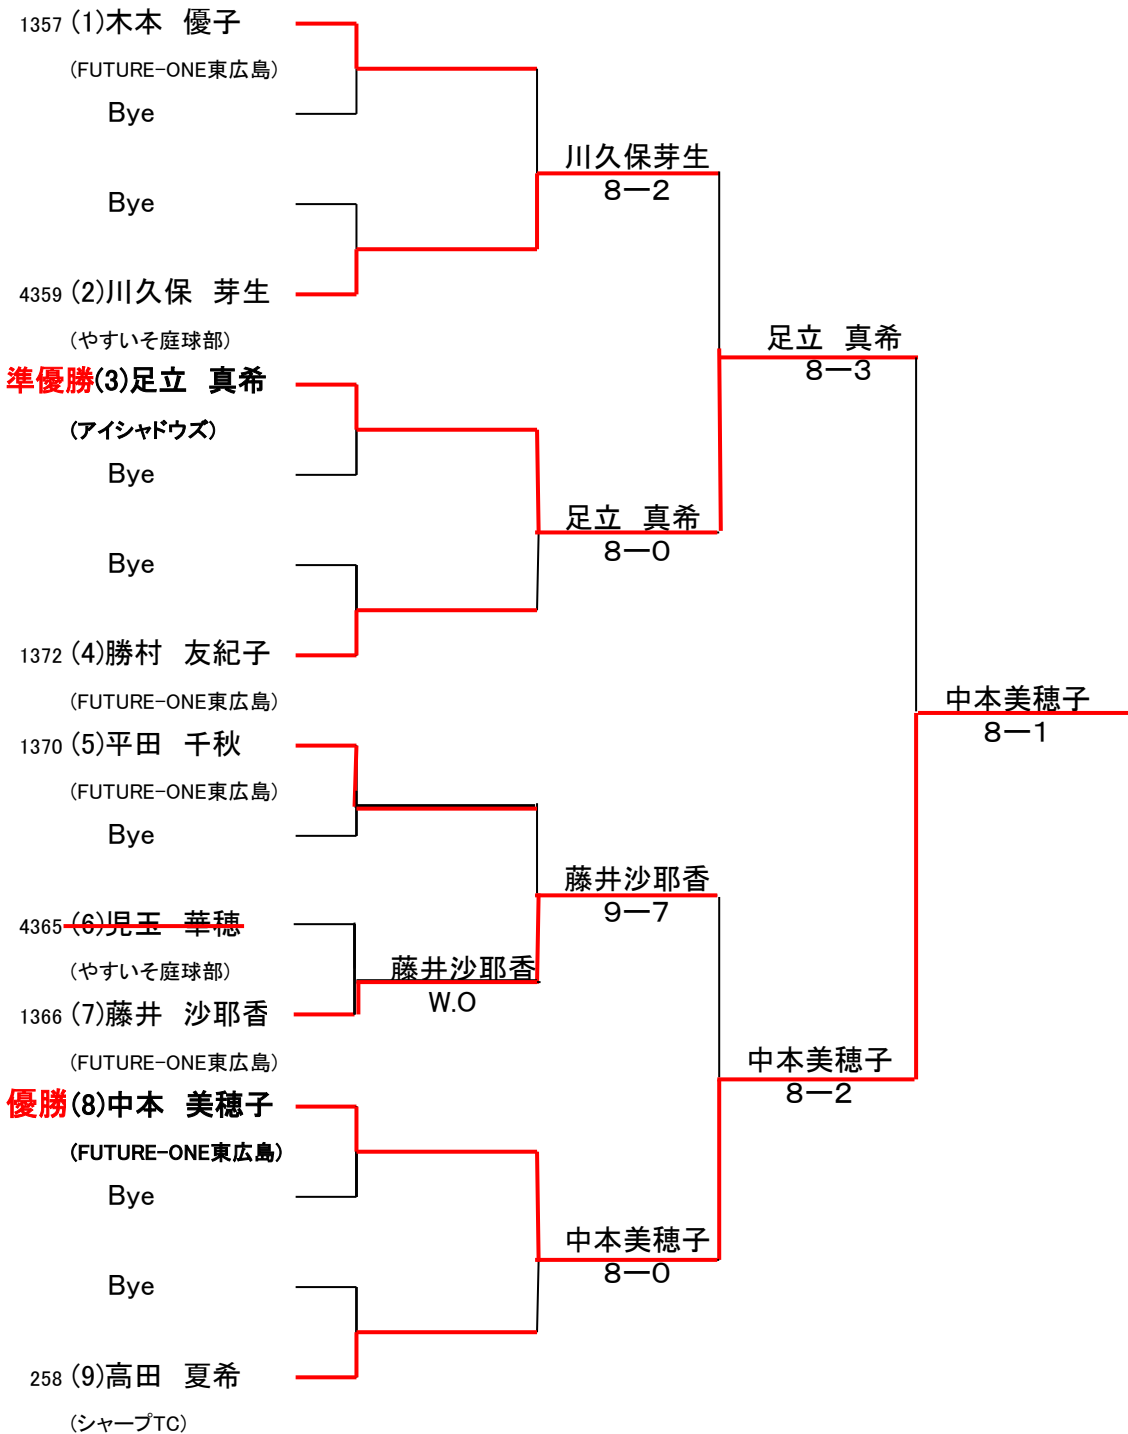 1357 (1)木本　優子
(FUTURE-ONE東広島)
Bye
川久保芽生
8－2
Bye
4359 (2)川久保　芽生
(やすいそ庭球部)
足立　真希
8－3
準優勝(3)足立　真希
(アイシャドウズ)
Bye
足立　真希
8－0
Bye
1372 (4)勝村　友紀子
(FUTURE-ONE東広島)
中本美穂子
8－1
1370 (5)平田　千秋
(FUTURE-ONE東広島)
Bye
藤井沙耶香
9－7
4365 (6)児玉　華穂
(やすいそ庭球部)
藤井沙耶香
W.O
1366 (7)藤井　沙耶香
(FUTURE-ONE東広島)
中本美穂子
8－2
優勝(8)中本　美穂子
(FUTURE-ONE東広島)
Bye
中本美穂子
8－0
Bye
258 (9)高田　夏希
(シャープTC)